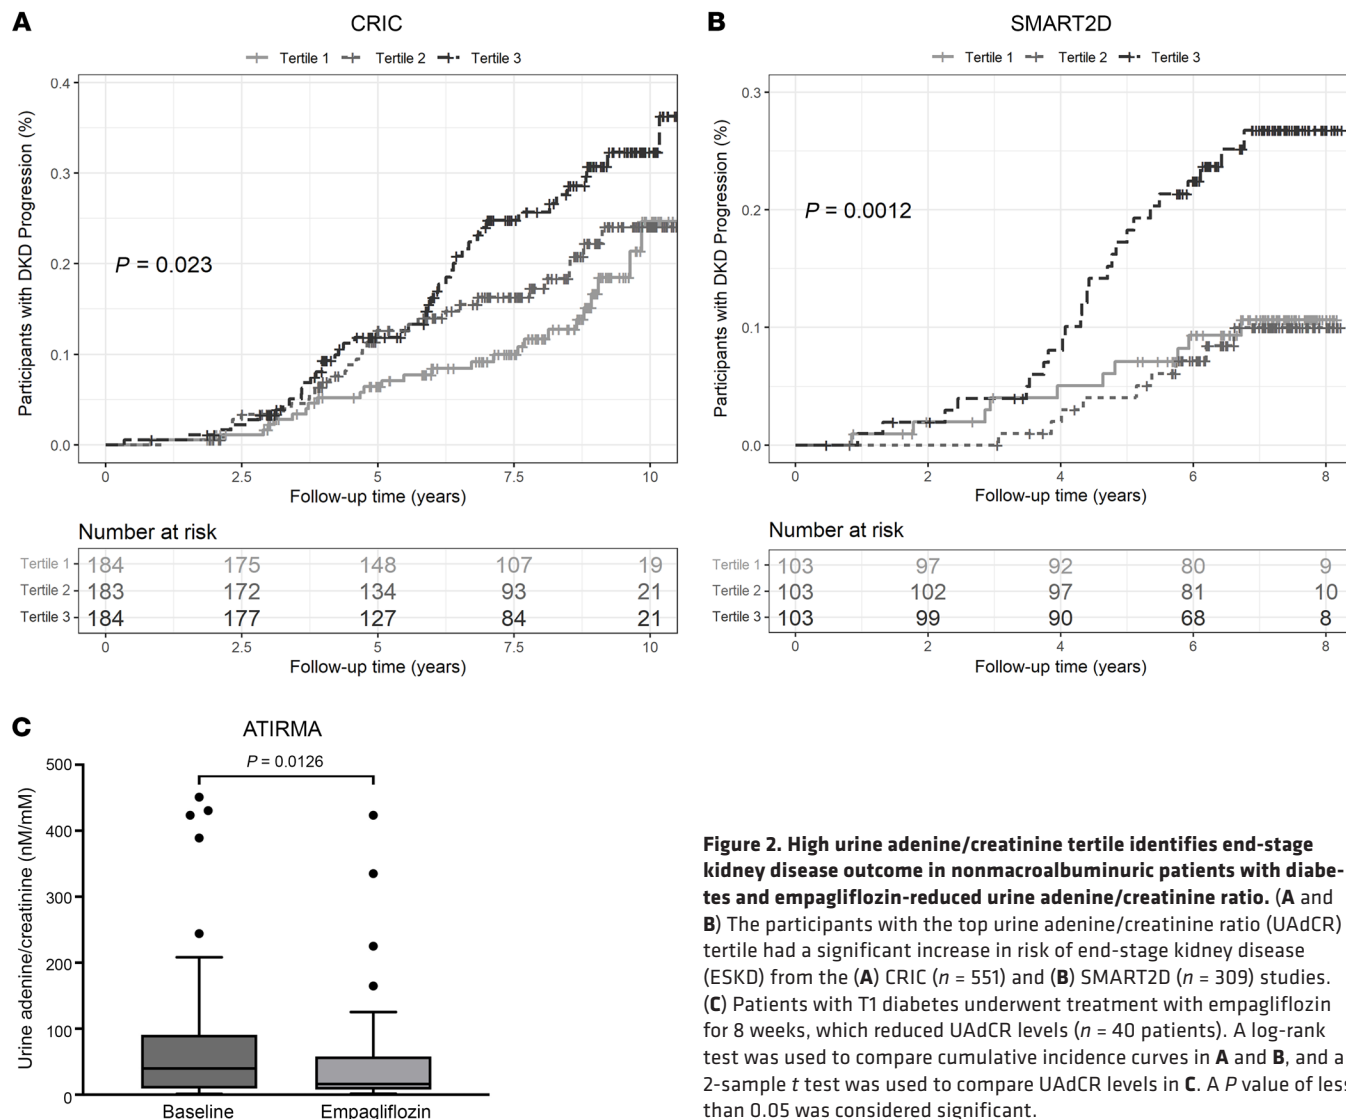 A
CRIC
Tertile 1 Tertile 2 Tertile 3
Participants with DKD Progression (%)
0.4
0.3
0.2
0.1
0.0
P = 0.023
0 2.5 5 7.5 10
Follow-up time (years)
Number at risk
Tertile 1 184 175 148 107 19
Tertile 2 183 172 134 93 21
Tertile 3 184 177 127 84 21
0 2.5 5 7.5 10
Follow-up time (years)
B
SMART2D
Tertile 1 Tertile 2 Tertile 3
Participants with DKD Progression (%)
0.3
0.2
0.1
0.0
P = 0.0012
0 2 4 6 8
Follow-up time (years)
Number at risk
Tertile 1 103 97 92 80 9
Tertile 2 103 102 97 81 10
Tertile 3 103 99 90 68 8
0 2 4 6 8
Follow-up time (years)
C
ATIRMA
P = 0.0126
Urine adenine/creatinine (nM/mM)
500
400
300
200
100
0
Baseline Empagliflozin
Figure 2. High urine adenine/creatinine tertile identifies end-stage
kidney disease outcome in nonmacroalbuminuric patients with diabe-
tes and empagliflozin-reduced urine adenine/creatinine ratio. (A and
B) The participants with the top urine adenine/creatinine ratio (UAdCR)
tertile had a significant increase in risk of end-stage kidney disease
(ESKD) from the (A) CRIC (n = 551) and (B) SMART2D (n = 309) studies.
(C) Patients with T1 diabetes underwent treatment with empagliflozin
for 8 weeks, which reduced UAdCR levels (n = 40 patients). A log-rank
test was used to compare cumulative incidence curves in A and B, and a
2-sample t test was used to compare UAdCR levels in C. A P value of less
than 0.05 was considered significant.